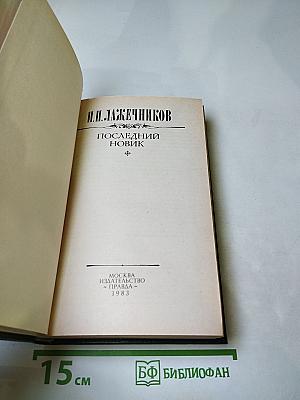 И.И.ЛАЖЕЧНИКОВ
ПОСЛЕДНИЙ
НОВИК
МОСКВА
ИЗДАТЕЛЬСТВО
«ПРАВДА»
1983
15 см
БФ БИБЛИОФАН